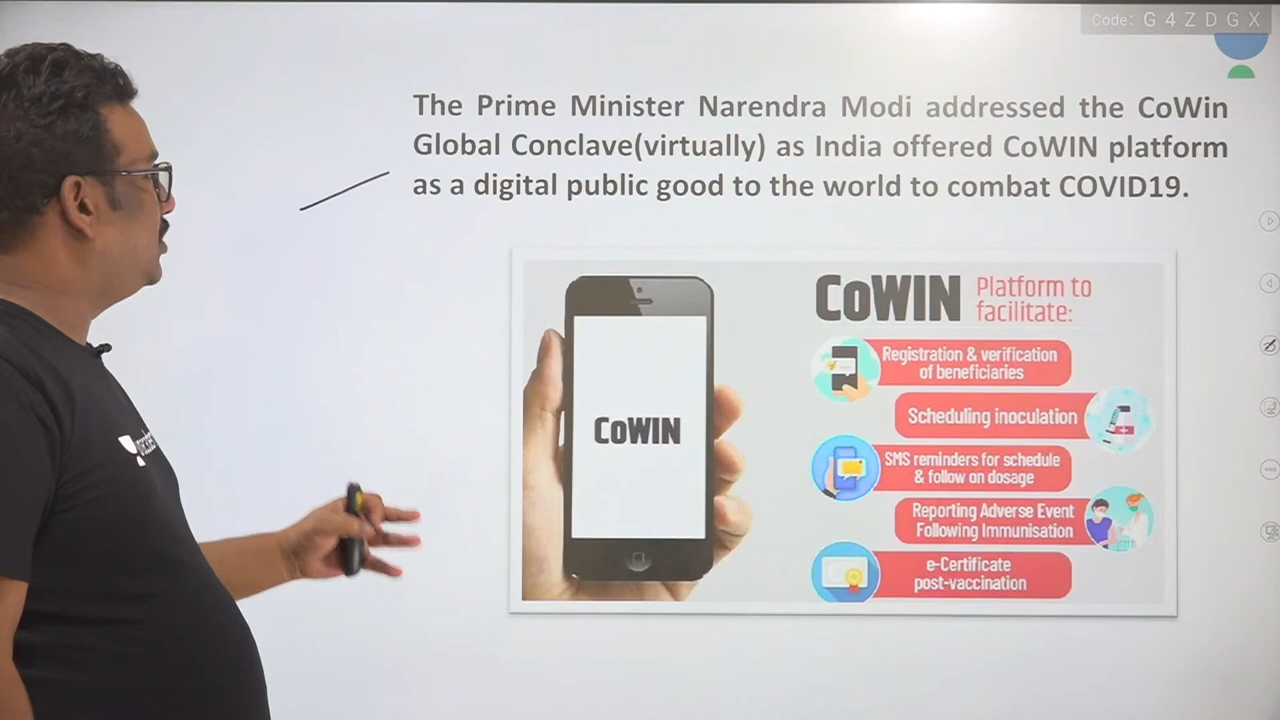 Code: G4ZDGX
The Prime Minister Narendra Modi addressed the CoWin
Global Conclave(virtually) as India offered CoWIN platform
as a digital public good to the world to combat COVID19.
CoWIN Platform to
facilitate:
Registration & verification
of beneficiaries
Scheduling inoculation
CoWIN
SMS reminders for schedule
& follow on dosage
Reporting Adverse Event
Following Immunisation
e-Certificate
post-vaccination